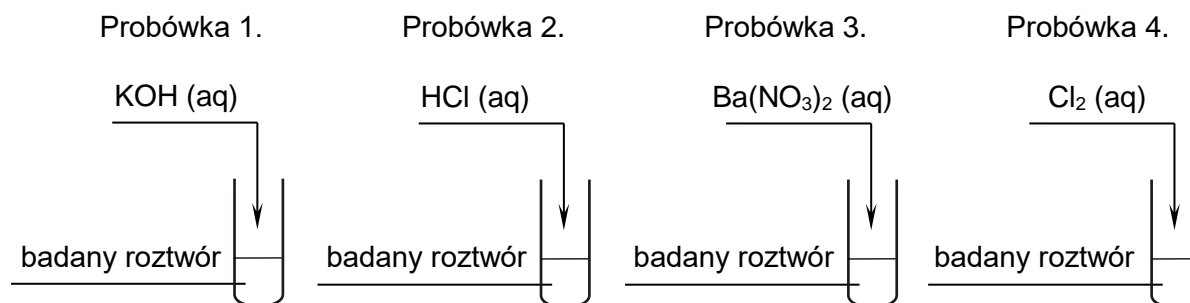 Probówka 1. Probówka 2. Probówka 3. Probówka 4.
KOH (aq) HCl (aq) Ba(NO₃)₂ (aq) Cl₂ (aq)
badany roztwór badany roztwór badany roztwór badany roztwór